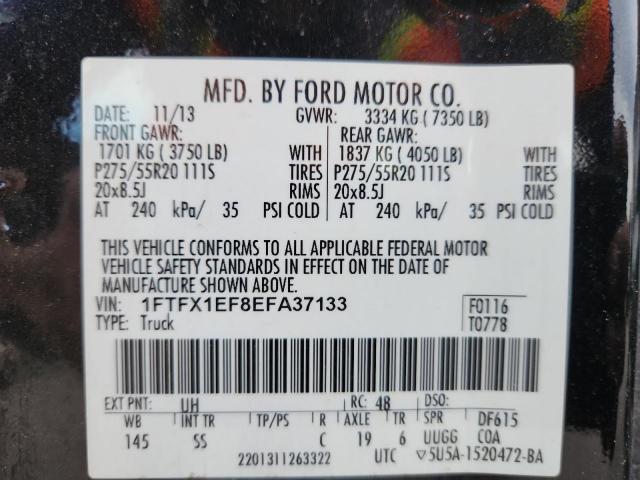 MFD. BY FORD MOTOR CO.
DATE: 11/13 GVWR: 3334 KG ( 7350 LB)
FRONT GAWR: REAR GAWR:
1701 KG ( 3750 LB) WITH 1837 KG ( 4050 LB) WITH
P275/55R20 111S TIRES P275/55R20 111S TIRES
20x8.5J RIMS 20x8.5J RIMS
AT 240 kPa/ 35 PSI COLD AT 240 kPa/ 35 PSI COLD
THIS VEHICLE CONFORMS TO ALL APPLICABLE FEDERAL MOTOR
VEHICLE SAFETY STANDARDS IN EFFECT ON THE DATE OF
MANUFACTURE SHOWN ABOVE.
VIN: 1FTFX1EF8EFA37133 F0116
TYPE: Truck T0778
EXT PNT: UH RC: 48 DSO:
WB INT TR TP/PS R AXLE TR SPR DF615
145 SS C 19 6 UUGG COA
2201311263322 UTC ▽5U5A-1520472-BA